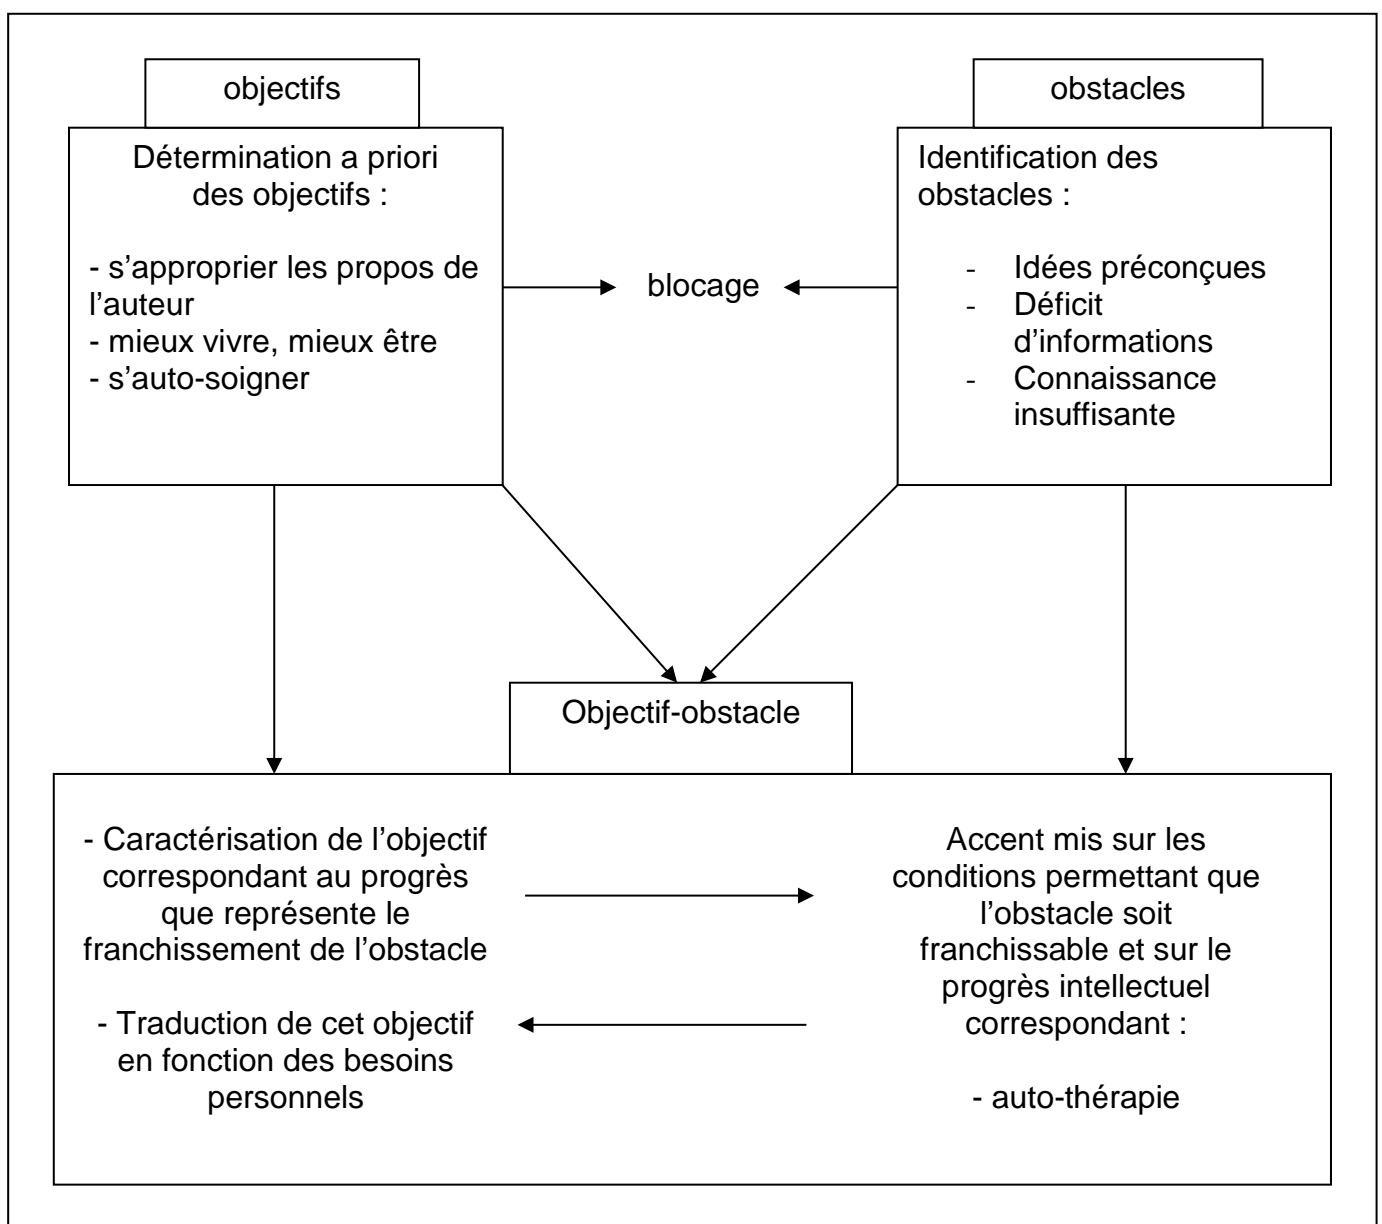 objectifs
Détermination a priori
des objectifs :
- s’approprier les propos de
l’auteur
- mieux vivre, mieux être
- s’auto-soigner
blocage
obstacles
Identification des
obstacles :
- Idées préconçues
- Déficit
d’informations
- Connaissance
insuffisante
Objectif-obstacle
- Caractérisation de l’objectif
correspondant au progrès
que représente le
franchissement de l’obstacle
- Traduction de cet objectif
en fonction des besoins
personnels
Accent mis sur les
conditions permettant que
l’obstacle soit
franchissable et sur le
progrès intellectuel
correspondant :
- auto-thérapie